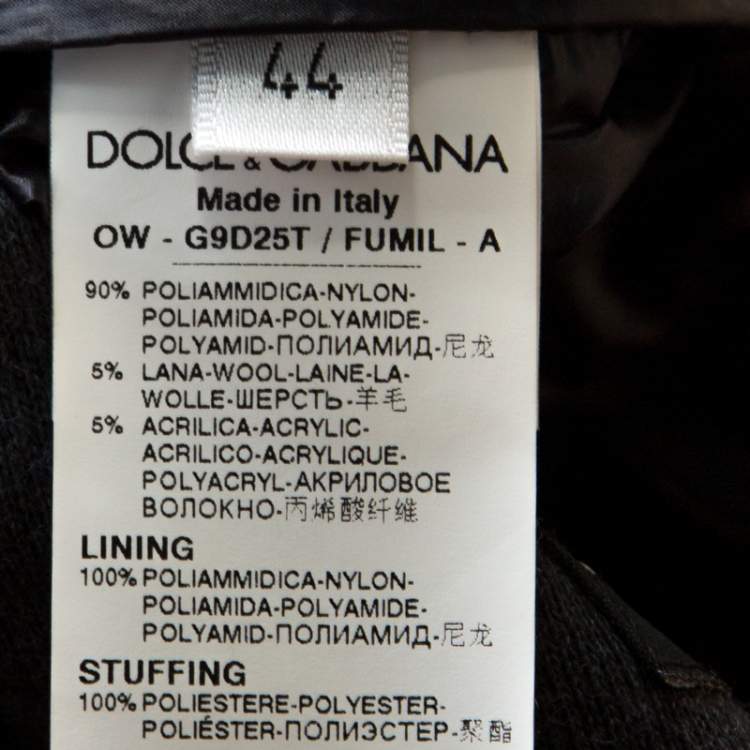 44
DOLCE & GABBANA
Made in Italy
OW - G9D25T / FUMIL - A
90% POLIAMMIDICA-NYLON-
POLIAMIDA-POLYAMIDE-
POLYAMID-ПОЛИАМИД-尼龙
5% LANA-WOOL-LAINE-LA-
WOLLE-ШЕРСТЬ-羊毛
5% ACRILICA-ACRYLIC-
ACRILICO-ACRYLIQUE-
POLYACRYL-АКРИЛОВОЕ
ВОЛОКНО-丙烯酸纤维
LINING
100% POLIAMMIDICA-NYLON-
POLIAMIDA-POLYAMIDE-
POLYAMID-ПОЛИАМИД-尼龙
STUFFING
100% POLIESTERE-POLYESTER-
POLIÉSTER-ПОЛИЭСТЕР-聚酯